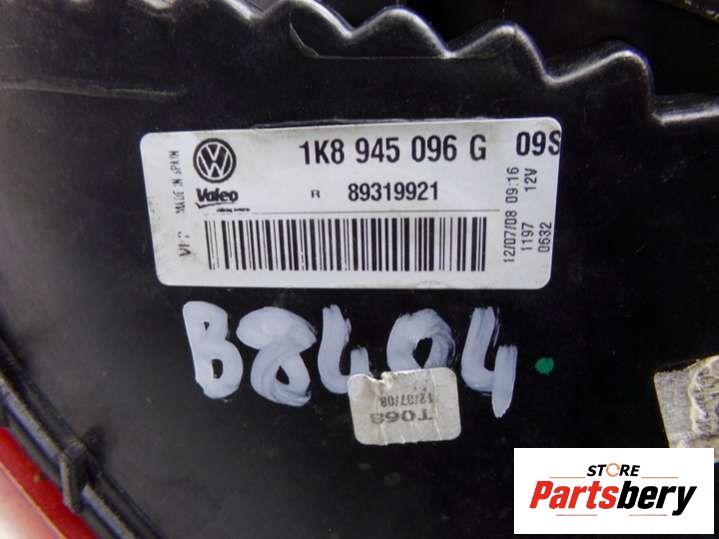 1K8 945 096 G 09S
Valeo
R 89319921
MADE IN SPAIN
12/07/08 09:16
1197 12V
0632
B8404
T068
12/07/08
STORE
Partsbery